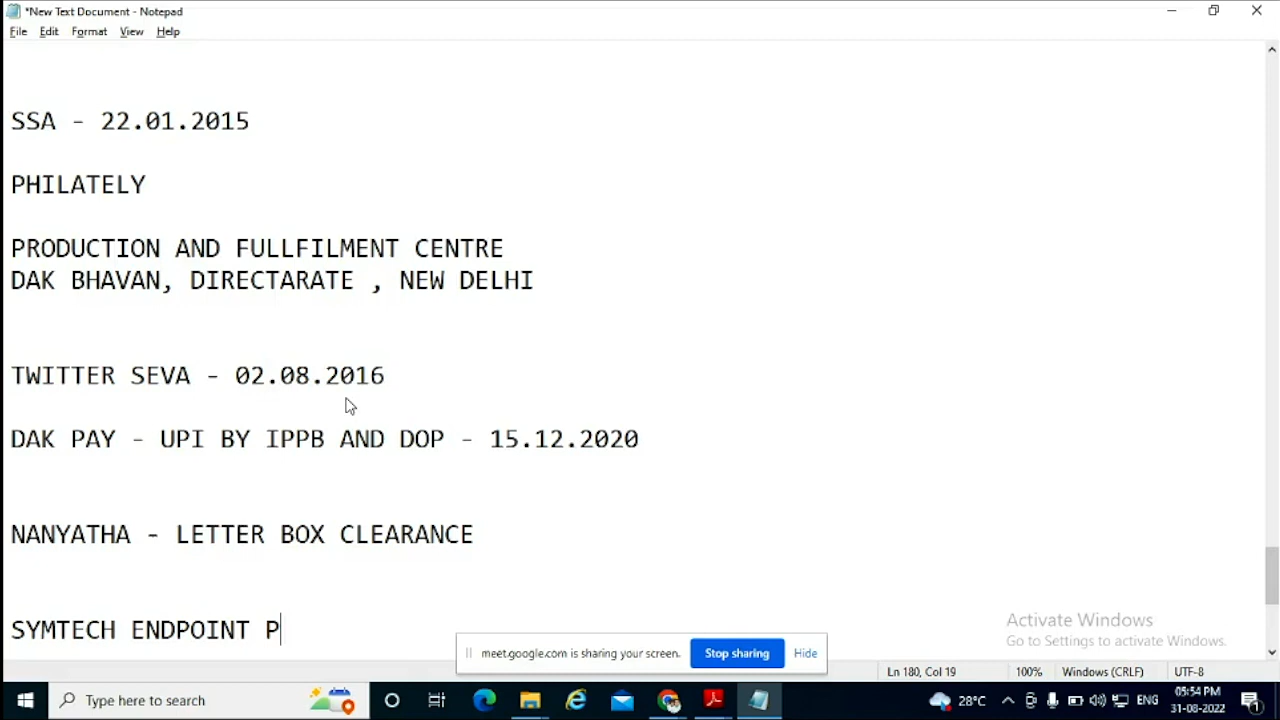 *New Text Document - Notepad
File Edit Format View Help
SSA - 22.01.2015
PHILATELY
PRODUCTION AND FULLFILMENT CENTRE
DAK BHAVAN, DIRECTARATE , NEW DELHI
TWITTER SEVA - 02.08.2016
DAK PAY - UPI BY IPPB AND DOP - 15.12.2020
NANYATHA - LETTER BOX CLEARANCE
SYMTECH ENDPOINT P
Activate Windows
Go to Settings to activate Windows.
meet.google.com is sharing your screen. Stop sharing Hide
Ln 180, Col 19 100% Windows (CRLF) UTF-8
Type here to search 28°C ENG 05:54 PM
31-08-2022 1